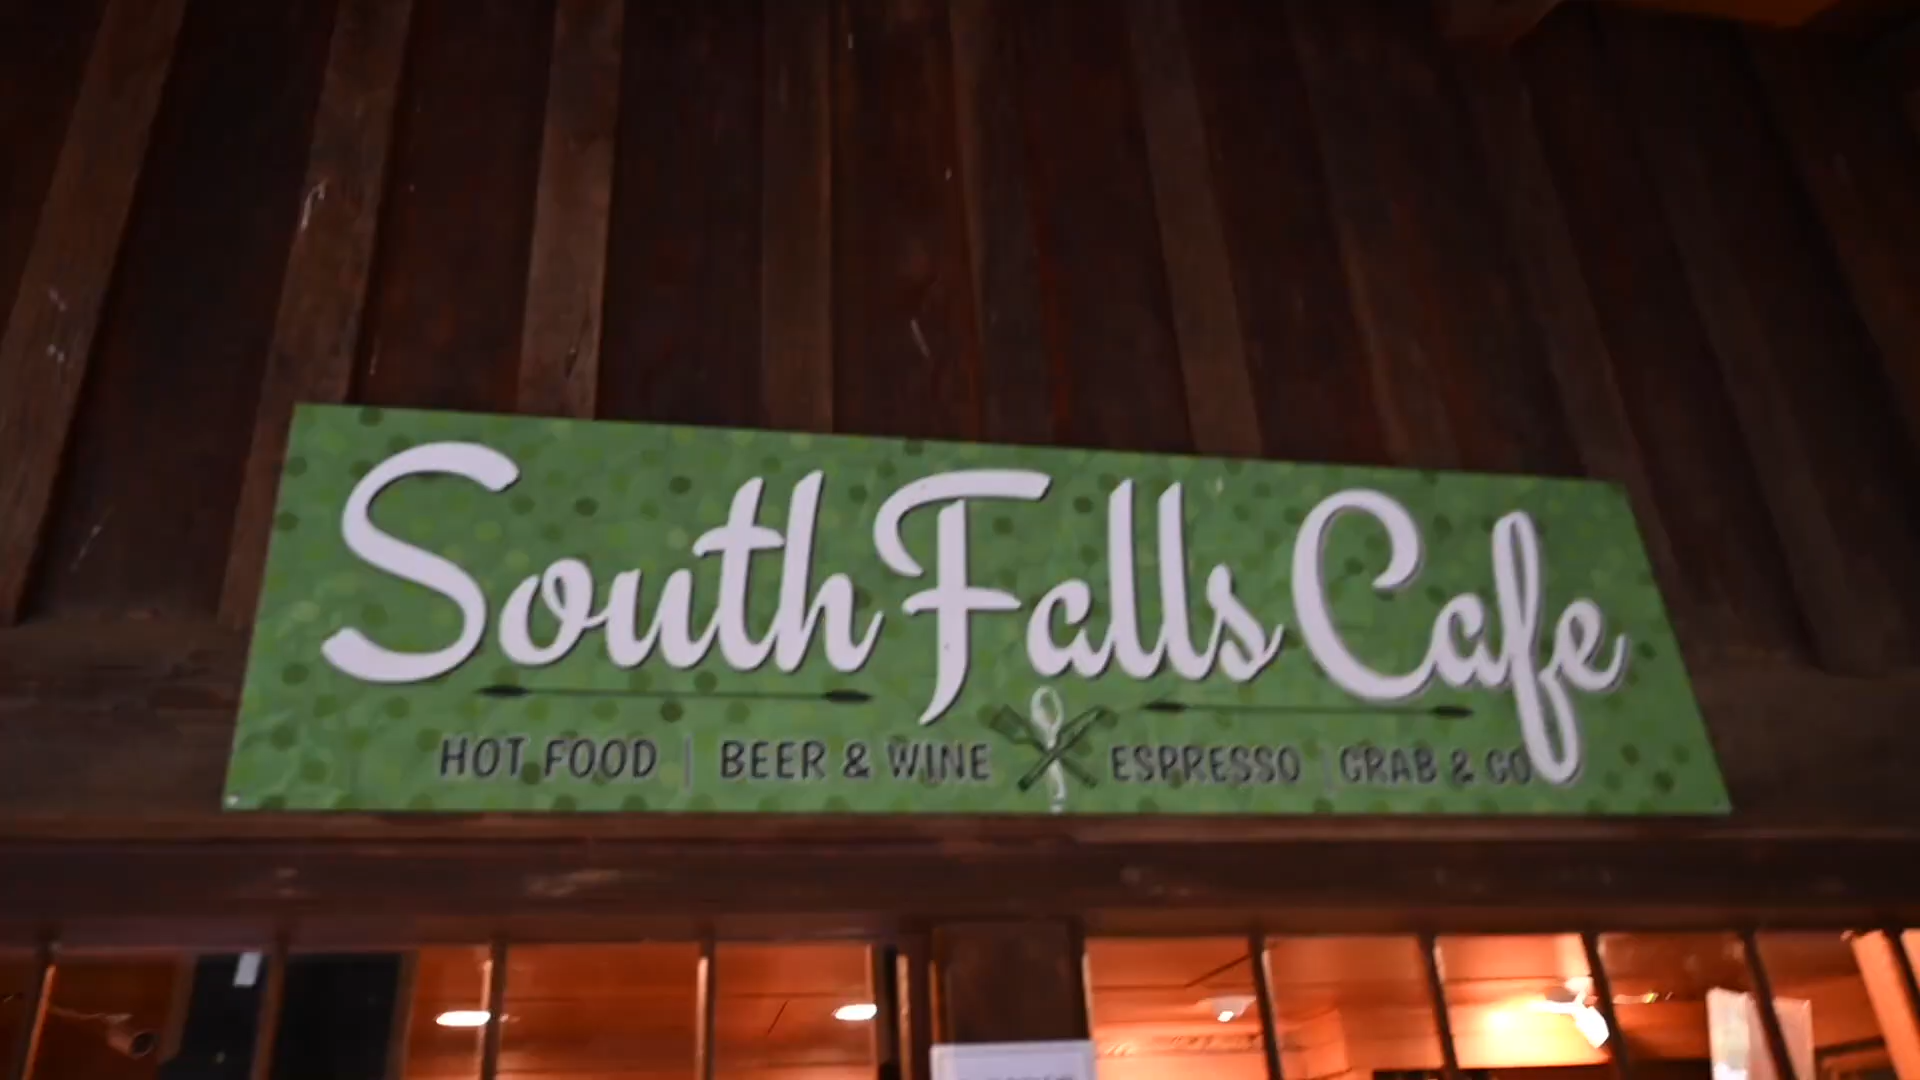 South Falls Cafe
HOT FOOD | BEER & WINE ESPRESSO | GRAB & GO